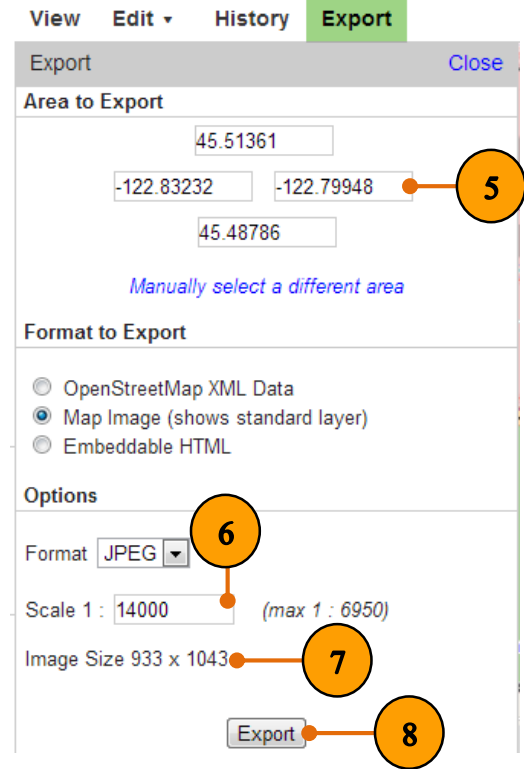 View Edit History Export
Export Close
Area to Export
45.51361
-122.83232 -122.79948 5
45.48786
Manually select a different area
Format to Export
OpenStreetMap XML Data
Map Image (shows standard layer)
Embeddable HTML
Options
6
Format JPEG
Scale 1 : 14000 (max 1 : 6950)
Image Size 933 x 1043 7
Export 8